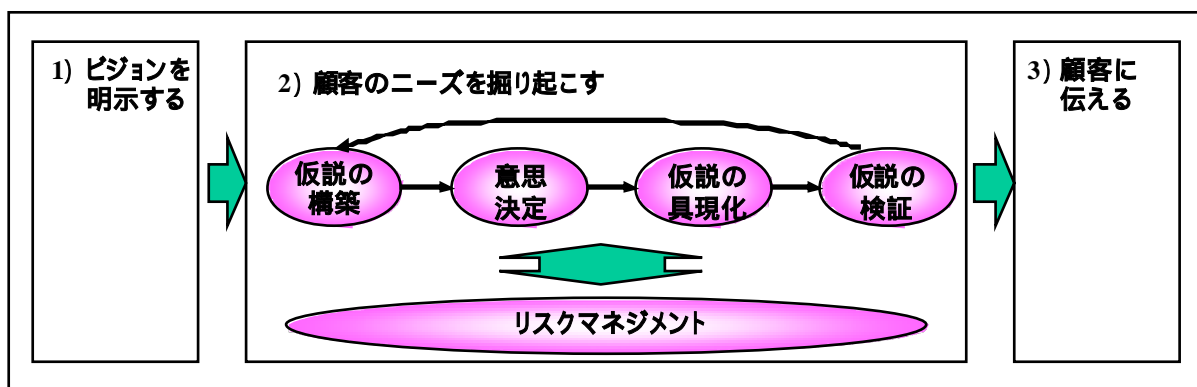 1) ビジョンを
明示する
2) 顧客のニーズを掘り起こす
仮説の
構築
意思
決定
仮説の
具現化
仮説の
検証
リスクマネジメント
3) 顧客に
伝える